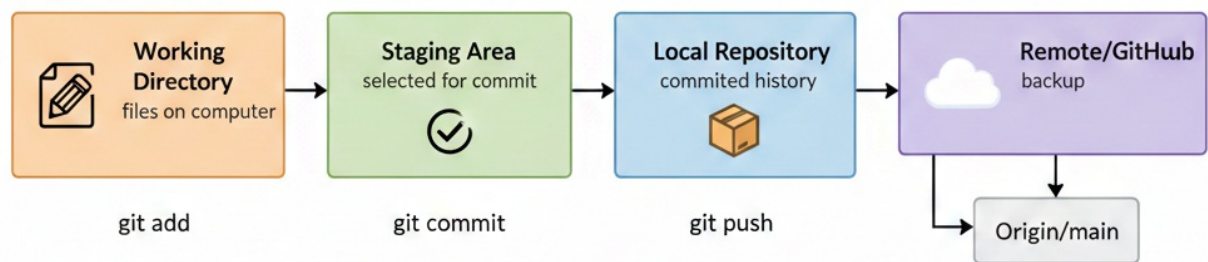 Working
Directory
files on computer
Staging Area
selected for commit
Local Repository
commited history
Remote/GitHub
backup
git add
git commit
git push
Origin/main